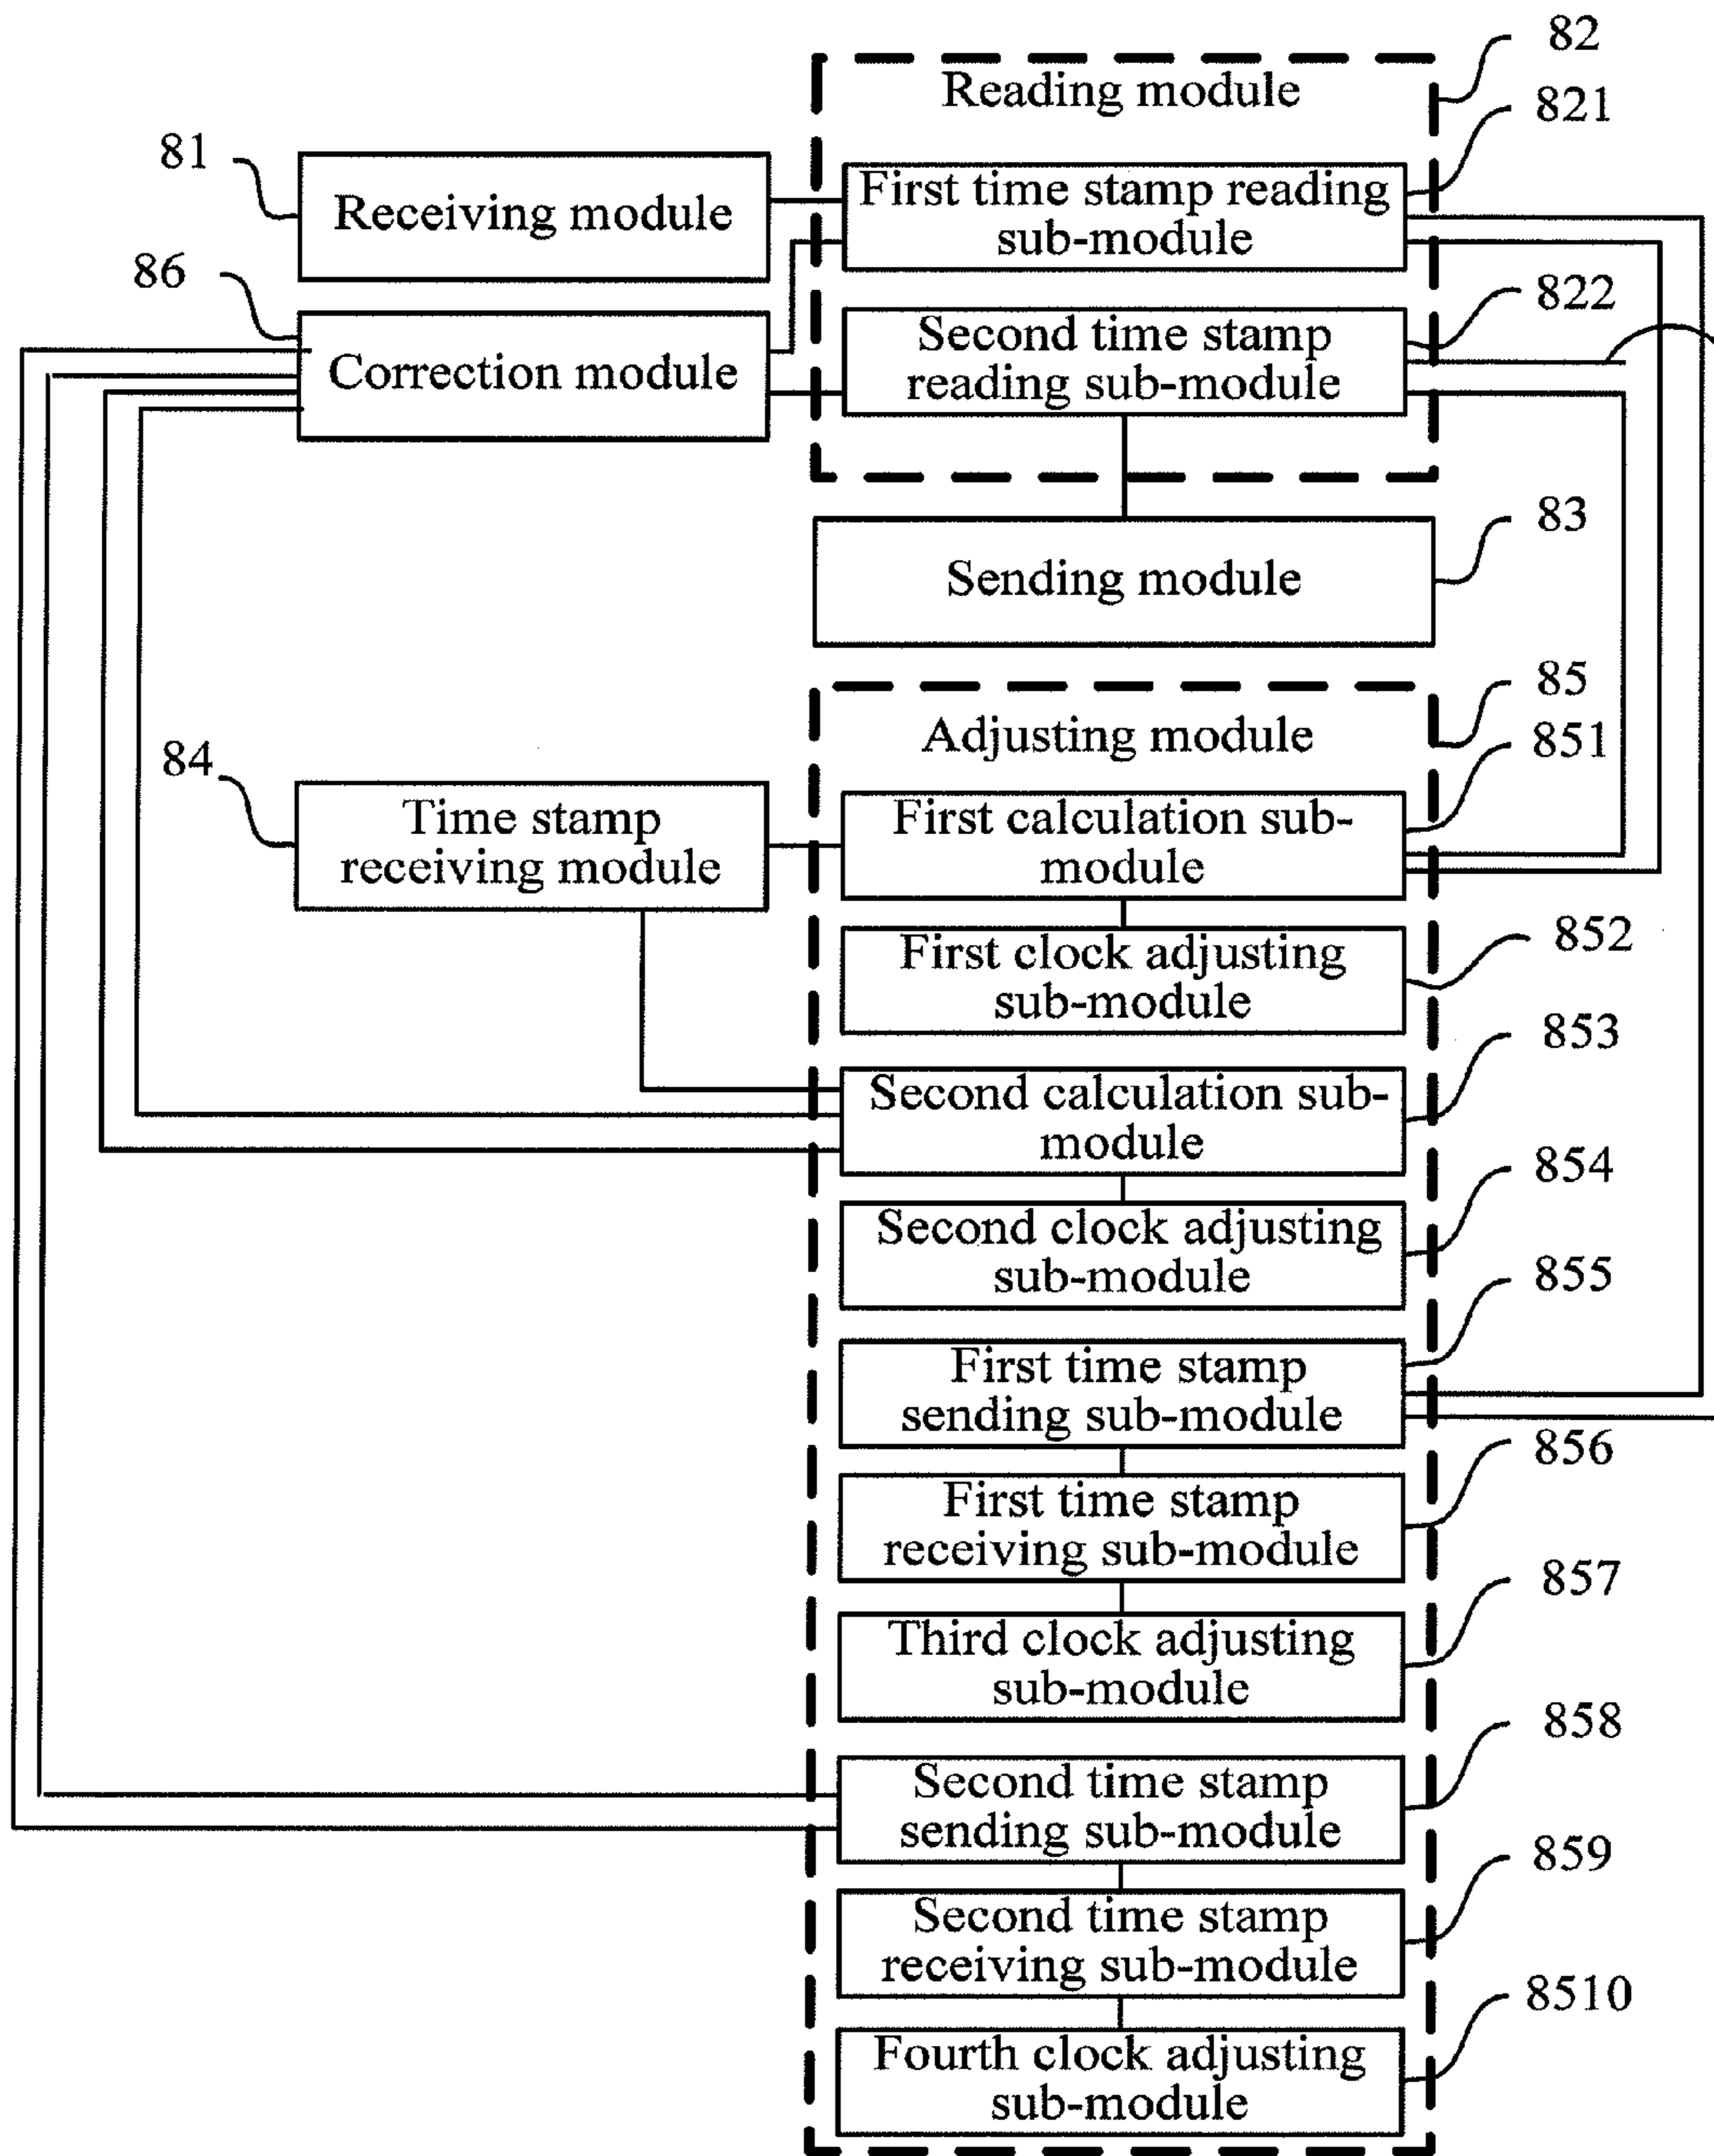 82
Reading module
821
81
Receiving module
First time stamp reading
sub-module
86
822
Correction module
Second time stamp
reading sub-module
83
Sending module
85
Adjusting module
851
84
Time stamp
receiving module
First calculation sub-
module
852
First clock adjusting
sub-module
853
Second calculation sub-
module
854
Second clock adjusting
sub-module
855
First time stamp
sending sub-module
856
First time stamp
receiving sub-module
857
Third clock adjusting
sub-module
858
Second time stamp
sending sub-module
859
Second time stamp
receiving sub-module
8510
Fourth clock adjusting
sub-module